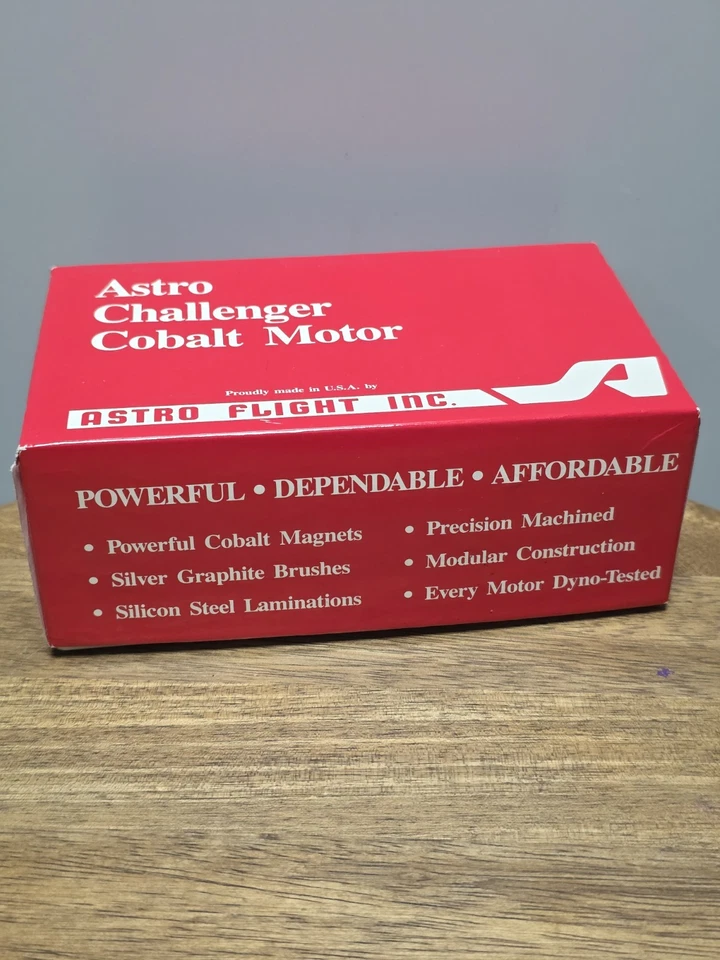 Astro
Challenger
Cobalt Motor
Proudly made in U.S.A. by
ASTRO FLIGHT INC.
POWERFUL • DEPENDABLE • AFFORDABLE
• Powerful Cobalt Magnets
• Silver Graphite Brushes
• Silicon Steel Laminations
• Precision Machined
• Modular Construction
• Every Motor Dyno-Tested